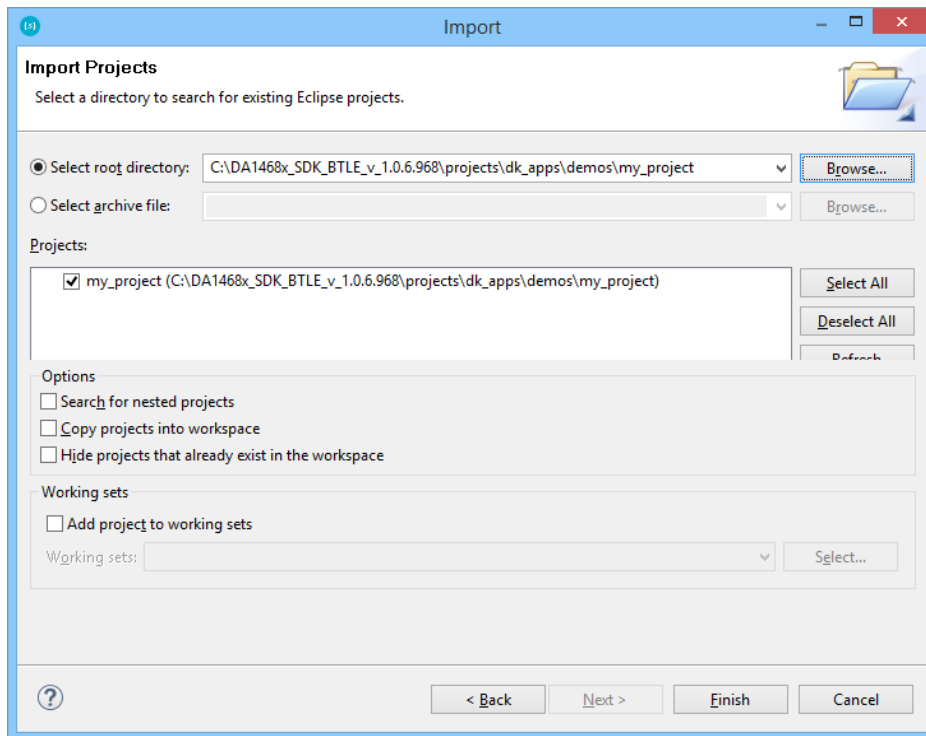 Import
Import Projects
Select a directory to search for existing Eclipse projects.
Select root directory: C:\DA1468x_SDK_BTLE_v_1.0.6.968\projects\dk_apps\demos\my_project Browse...
Select archive file: Browse...
Projects:
my_project (C:\DA1468x_SDK_BTLE_v_1.0.6.968\projects\dk_apps\demos\my_project) Select All
Deselect All
Refresh
Options
Search for nested projects
Copy projects into workspace
Hide projects that already exist in the workspace
Working sets
Add project to working sets
Working sets: Select...
? < Back Next > Finish Cancel